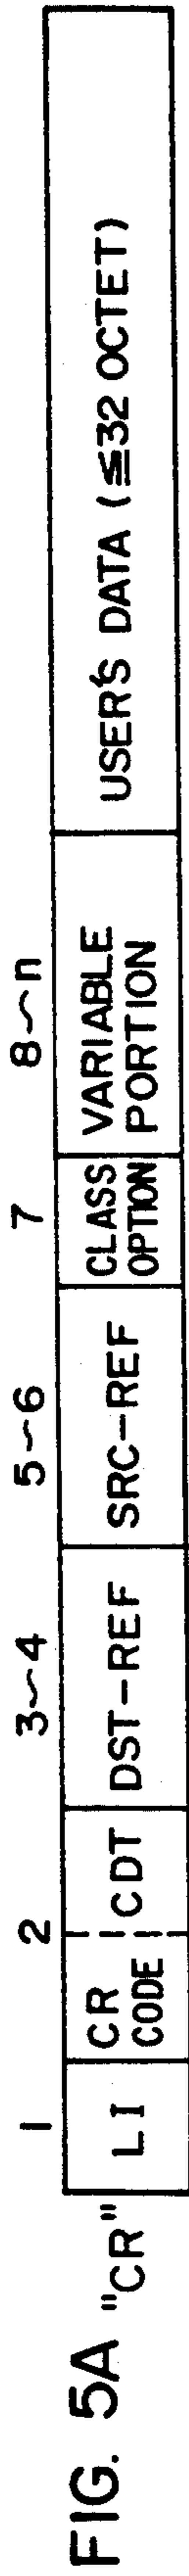 FIG. 5A "CR"
1 2 3~4 5~6 7 8~n
LI CR CODE CDT DST-REF SRC-REF CLASS OPTION VARIABLE PORTION USER'S DATA (≦32 OCTET)